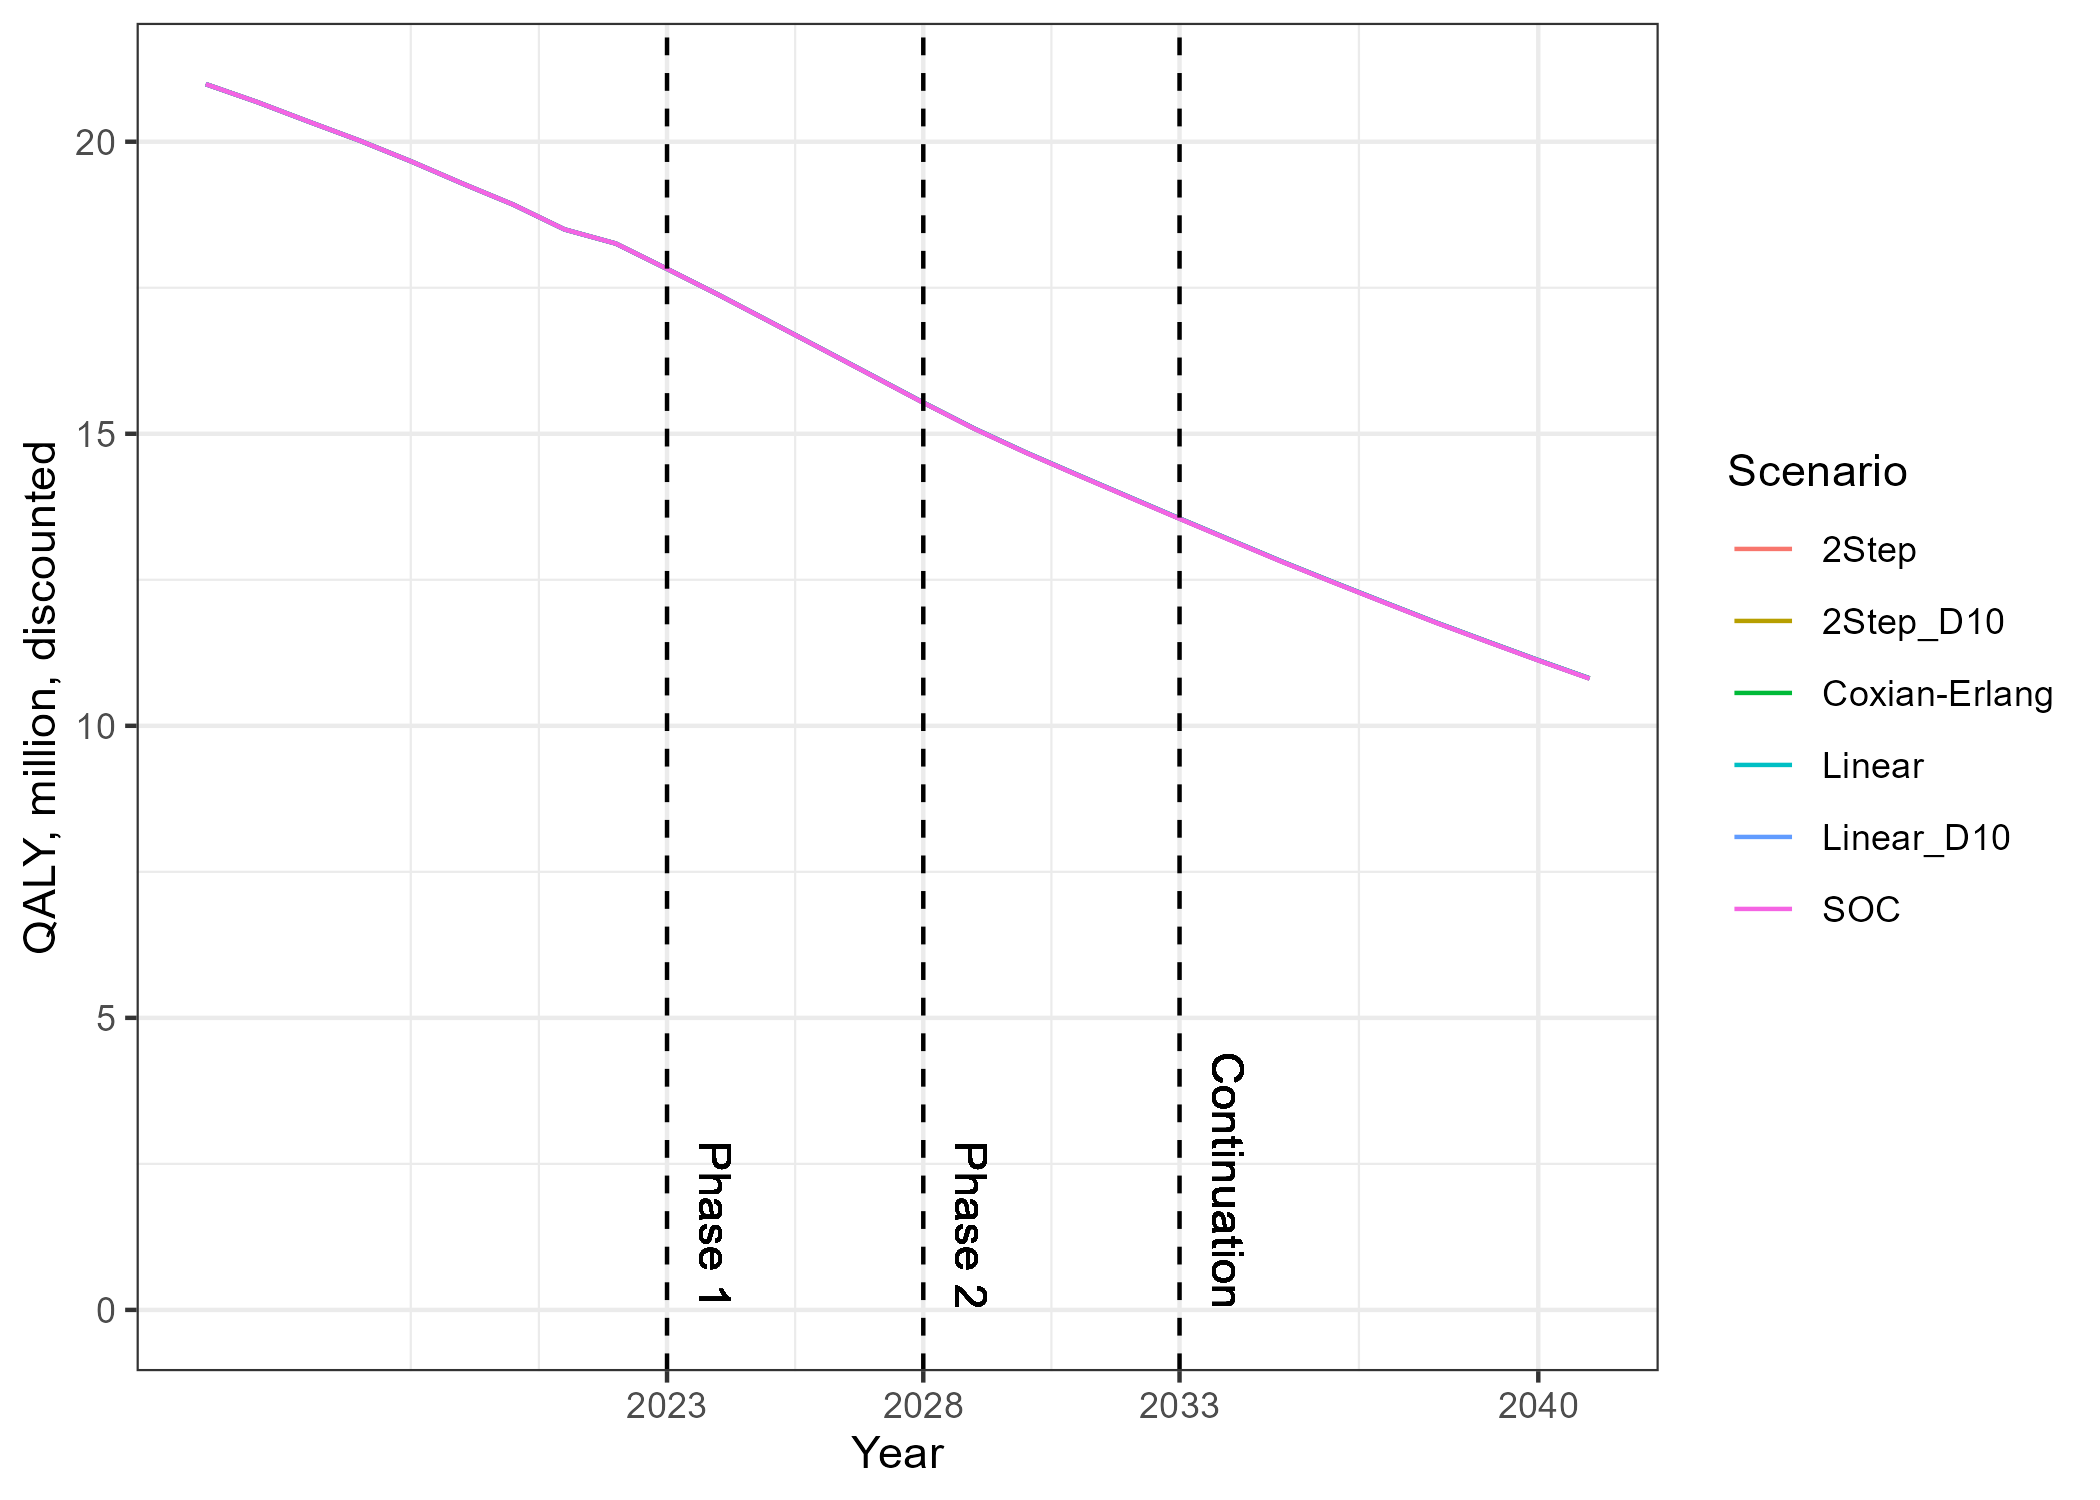 QALY, million, discounted
20
15
10
5
0
Phase 1
Phase 2
Continuation
2023
2028
2033
2040
Year
Scenario
2Step
2Step_D10
Coxian-Erlang
Linear
Linear_D10
SOC